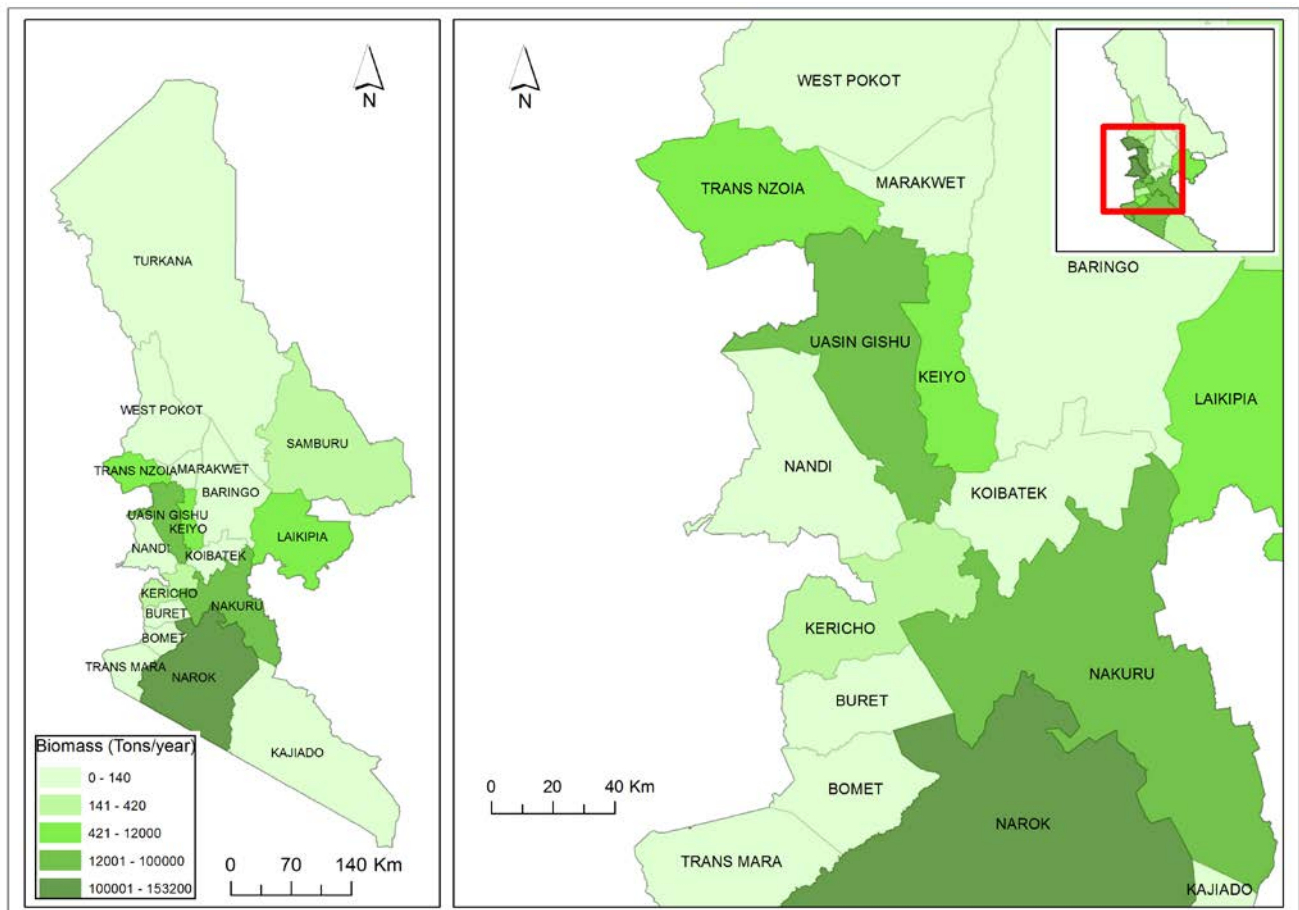 N
TURKANA
WEST POKOT
SAMBURU
TRANS NZOIA
MARAKWET
BARINGO
UASIN GISHU
KEIYO
LAIKIPIA
NANDI
KOIBATEK
KERICHO
NAKURU
BURET
BOMET
TRANS MARA
NAROK
KAJIADO
Biomass (Tons/year)
0 - 140
141 - 420
421 - 12000
12001 - 100000
100001 - 153200
0 70 140 Km
N
WEST POKOT
TRANS NZOIA
MARAKWET
BARINGO
UASIN GISHU
KEIYO
LAIKIPIA
NANDI
KOIBATEK
KERICHO
NAKURU
BURET
0 20 40 Km
BOMET
NAROK
TRANS MARA
KAJIADO